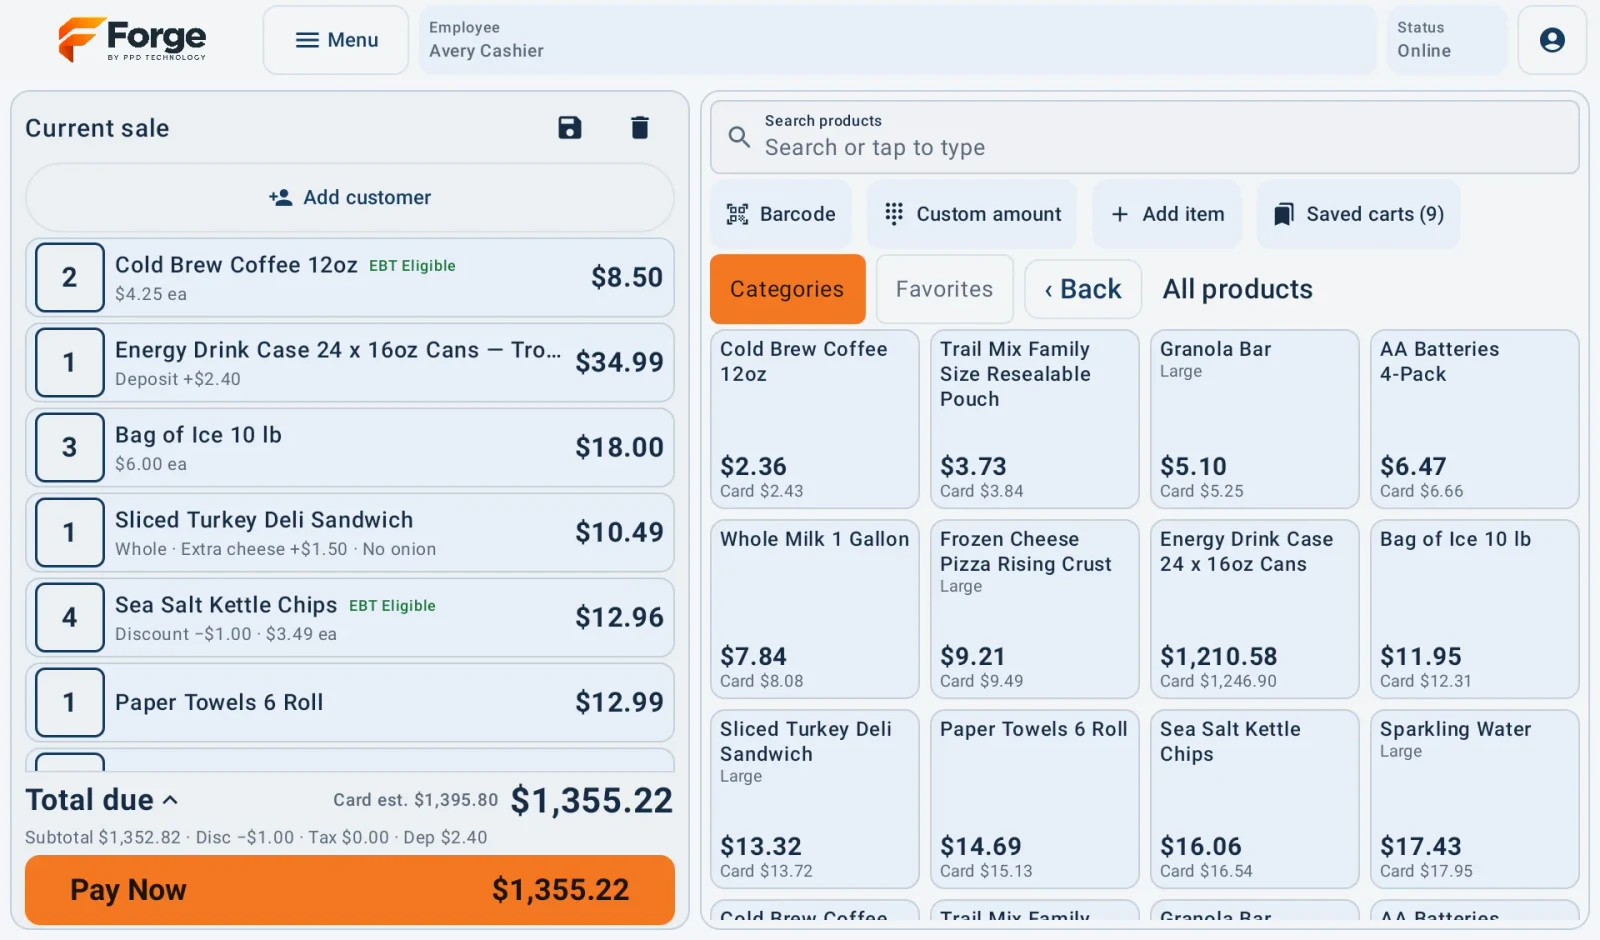 Forge
BY PPD TECHNOLOGY
Menu
Employee
Avery Cashier
Status
Online
Current sale
Add customer
2
Cold Brew Coffee 12oz EBT Eligible
$4.25 ea
$8.50
1
Energy Drink Case 24 x 16oz Cans — Tro...
Deposit +$2.40
$34.99
3
Bag of Ice 10 lb
$6.00 ea
$18.00
1
Sliced Turkey Deli Sandwich
Whole · Extra cheese +$1.50 · No onion
$10.49
4
Sea Salt Kettle Chips EBT Eligible
Discount −$1.00 · $3.49 ea
$12.96
1
Paper Towels 6 Roll
$12.99
Total due
Card est. $1,395.80 $1,355.22
Subtotal $1,352.82 · Disc −$1.00 · Tax $0.00 · Dep $2.40
Pay Now $1,355.22
Search products
Search or tap to type
Barcode
Custom amount
Add item
Saved carts (9)
Categories
Favorites
‹ Back
All products
Cold Brew Coffee
12oz
$2.36
Card $2.43
Trail Mix Family
Size Resealable
Pouch
$3.73
Card $3.84
Granola Bar
Large
$5.10
Card $5.25
AA Batteries
4-Pack
$6.47
Card $6.66
Whole Milk 1 Gallon
$7.84
Card $8.08
Frozen Cheese
Pizza Rising Crust
Large
$9.21
Card $9.49
Energy Drink Case
24 x 16oz Cans
$1,210.58
Card $1,246.90
Bag of Ice 10 lb
$11.95
Card $12.31
Sliced Turkey Deli
Sandwich
Large
$13.32
Card $13.72
Paper Towels 6 Roll
$14.69
Card $15.13
Sea Salt Kettle
Chips
$16.06
Card $16.54
Sparkling Water
Large
$17.43
Card $17.95
Cold Brew Coffee
Trail Mix Family
Granola Bar
AA Batteries